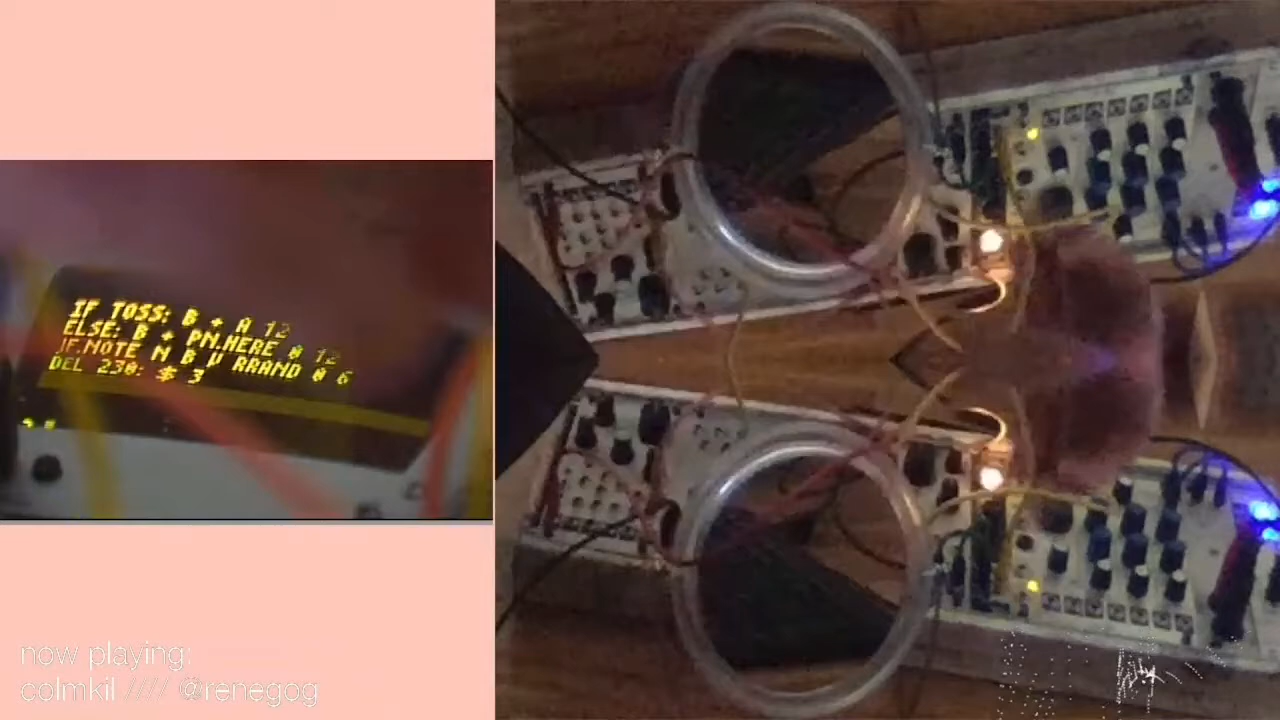 IF TOSS: B + A 12
ELSE: B + PN.HERE 0 12
JF.NOTE N B V RRAND 0 6
DEL 230: $ 3
now playing:
colmkil //// @renegog